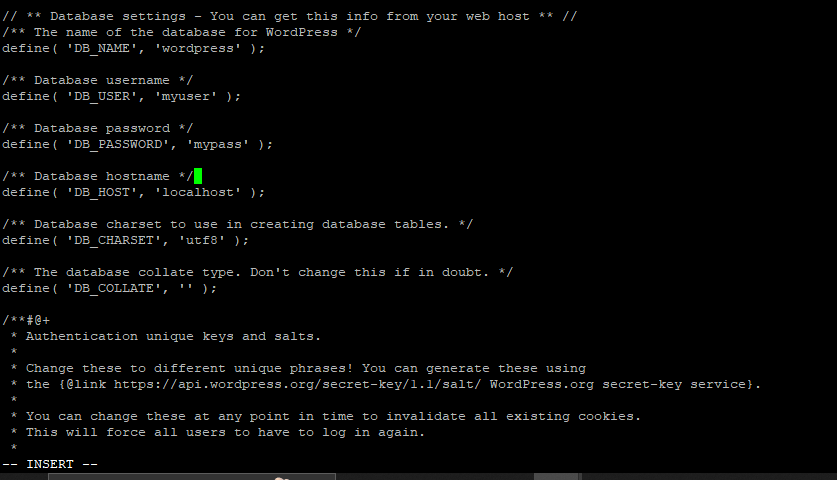 // ** Database settings - You can get this info from your web host ** //
/** The name of the database for WordPress */
define( 'DB_NAME', 'wordpress' );

/** Database username */
define( 'DB_USER', 'myuser' );

/** Database password */
define( 'DB_PASSWORD', 'mypass' );

/** Database hostname */
define( 'DB_HOST', 'localhost' );

/** Database charset to use in creating database tables. */
define( 'DB_CHARSET', 'utf8' );

/** The database collate type. Don't change this if in doubt. */
define( 'DB_COLLATE', '' );

/**#@+
 * Authentication unique keys and salts.
 *
 * Change these to different unique phrases! You can generate these using
 * the {@link https://api.wordpress.org/secret-key/1.1/salt/ WordPress.org secret-key service}.
 *
 * You can change these at any point in time to invalidate all existing cookies.
 * This will force all users to have to log in again.
 *
-- INSERT --